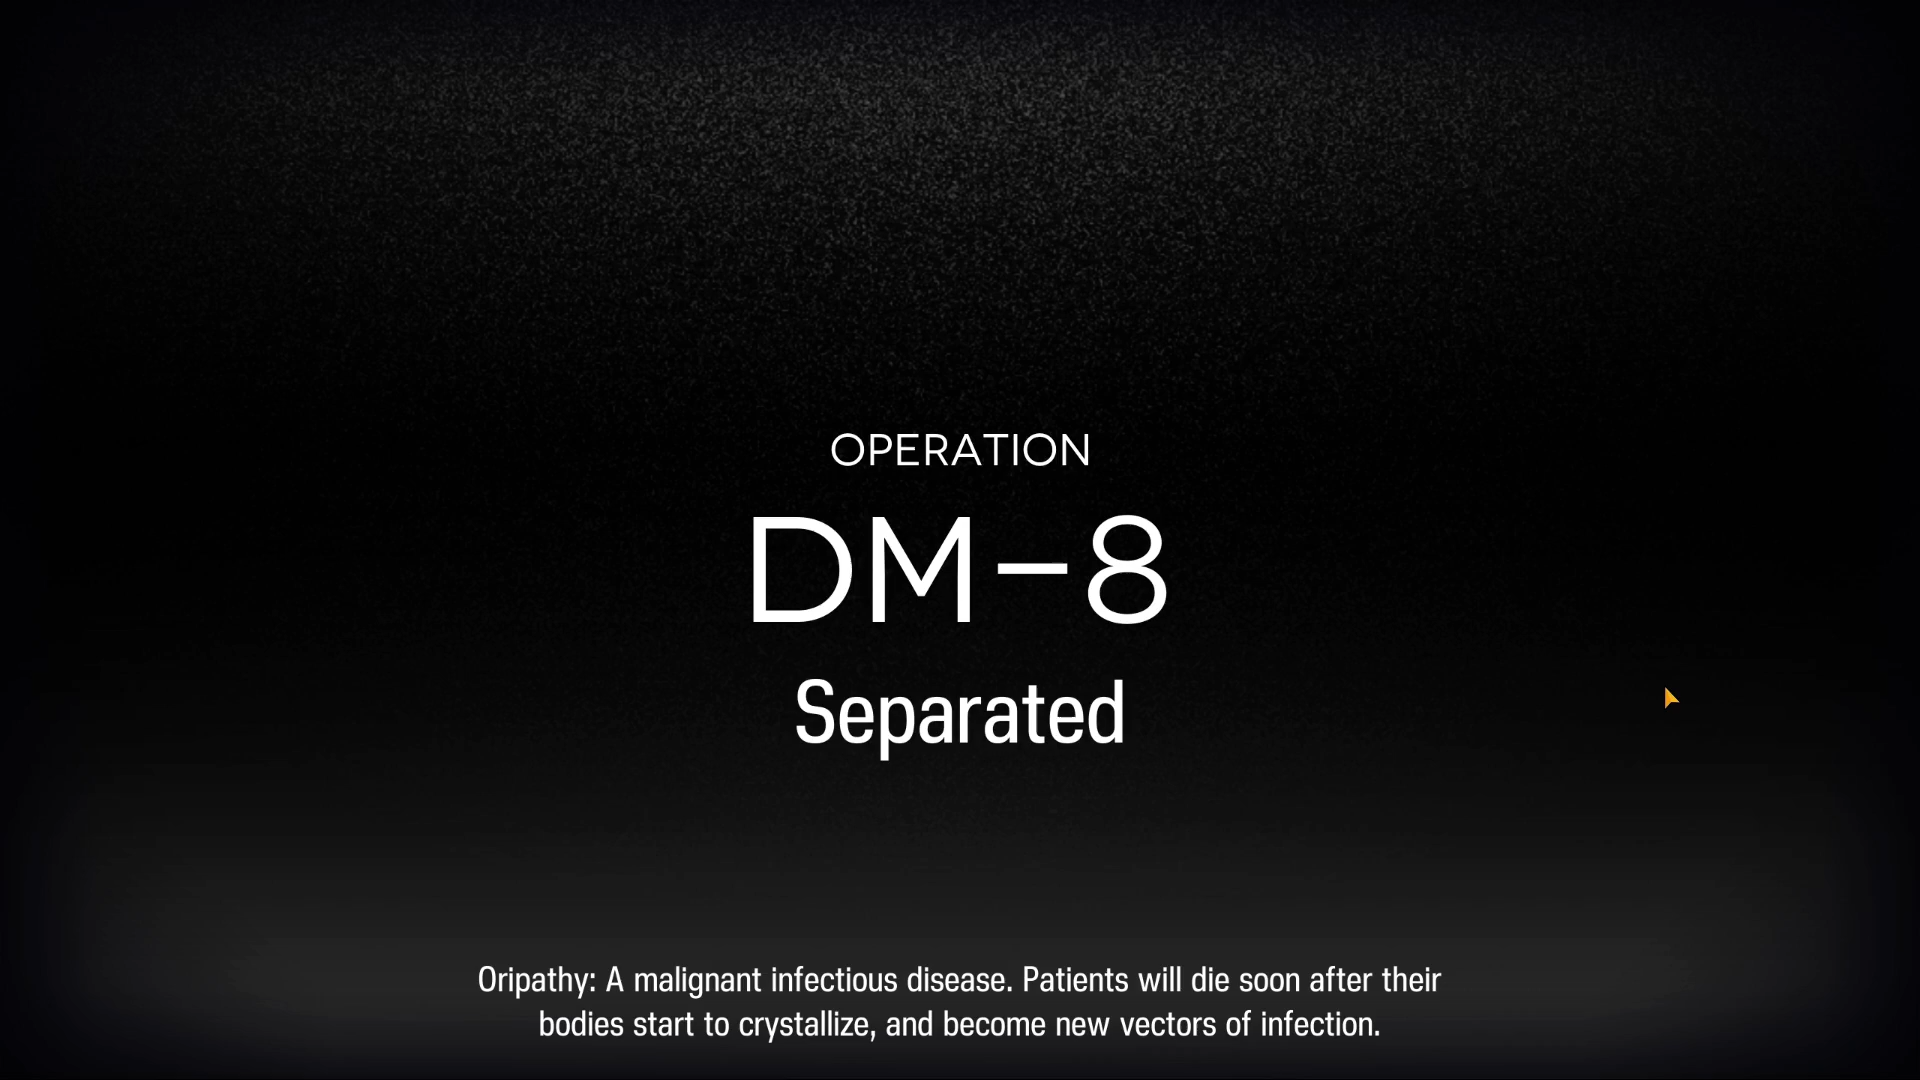 OPERATION
DM-8
Separated
Oripathy: A malignant infectious disease. Patients will die soon after their
bodies start to crystallize, and become new vectors of infection.